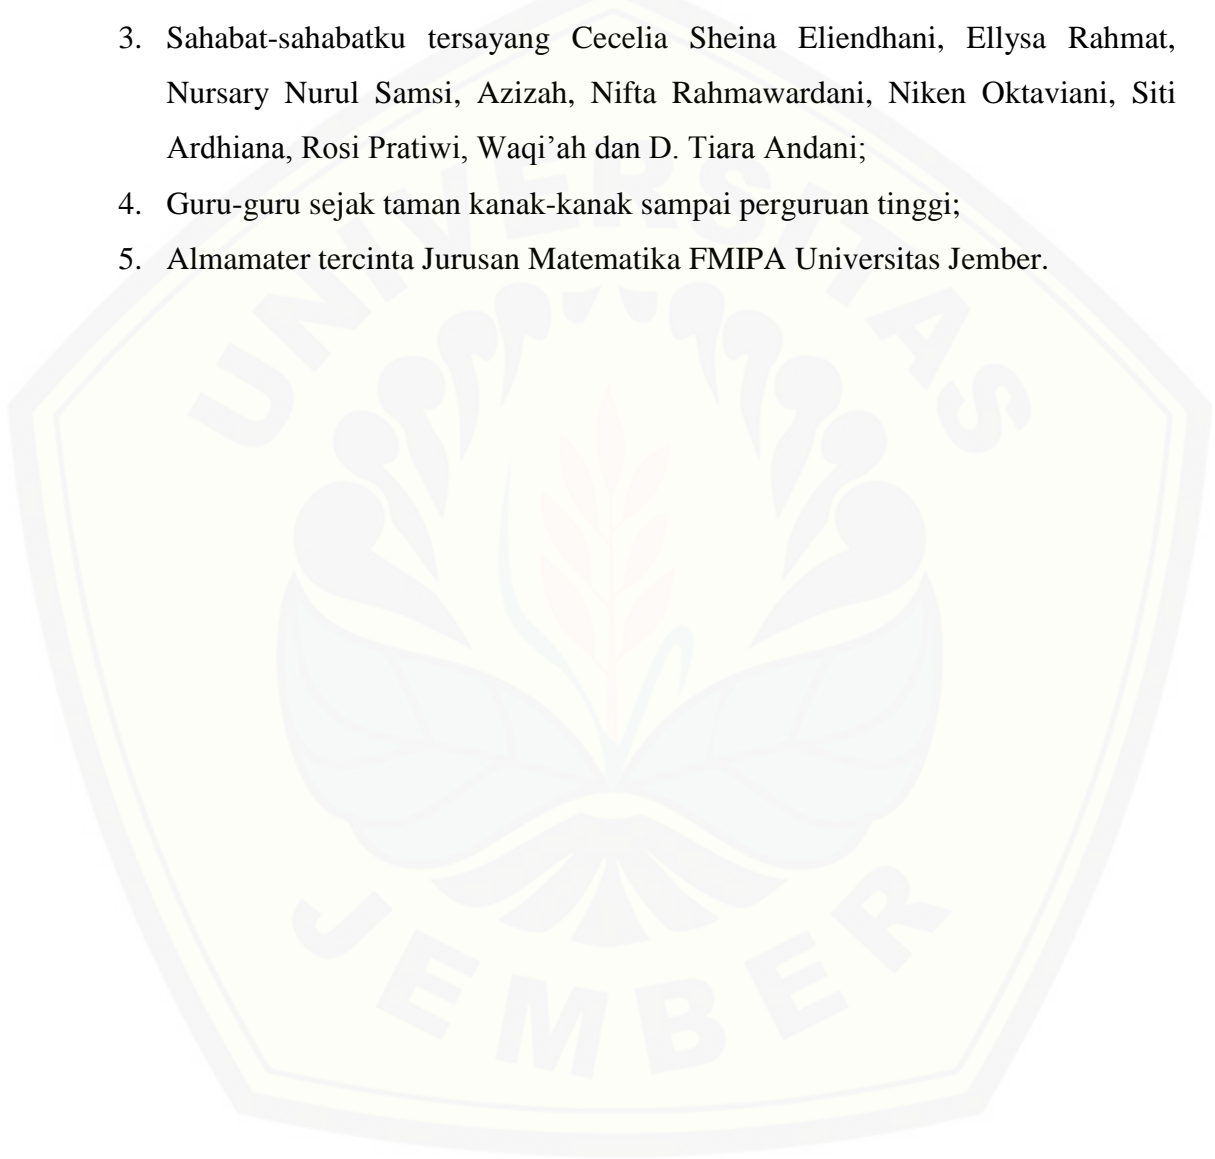 3. Sahabat-sahabatku tersayang Cecelia Sheina Eliendhani, Ellysa Rahmat,
Nursary Nurul Samsi, Azizah, Nifta Rahmawardani, Niken Oktaviani, Siti
Ardhiana, Rosi Pratiwi, Waqi’ah dan D. Tiara Andani;
4. Guru-guru sejak taman kanak-kanak sampai perguruan tinggi;
5. Almamater tercinta Jurusan Matematika FMIPA Universitas Jember.
UNIVERSITAS
JEMBER